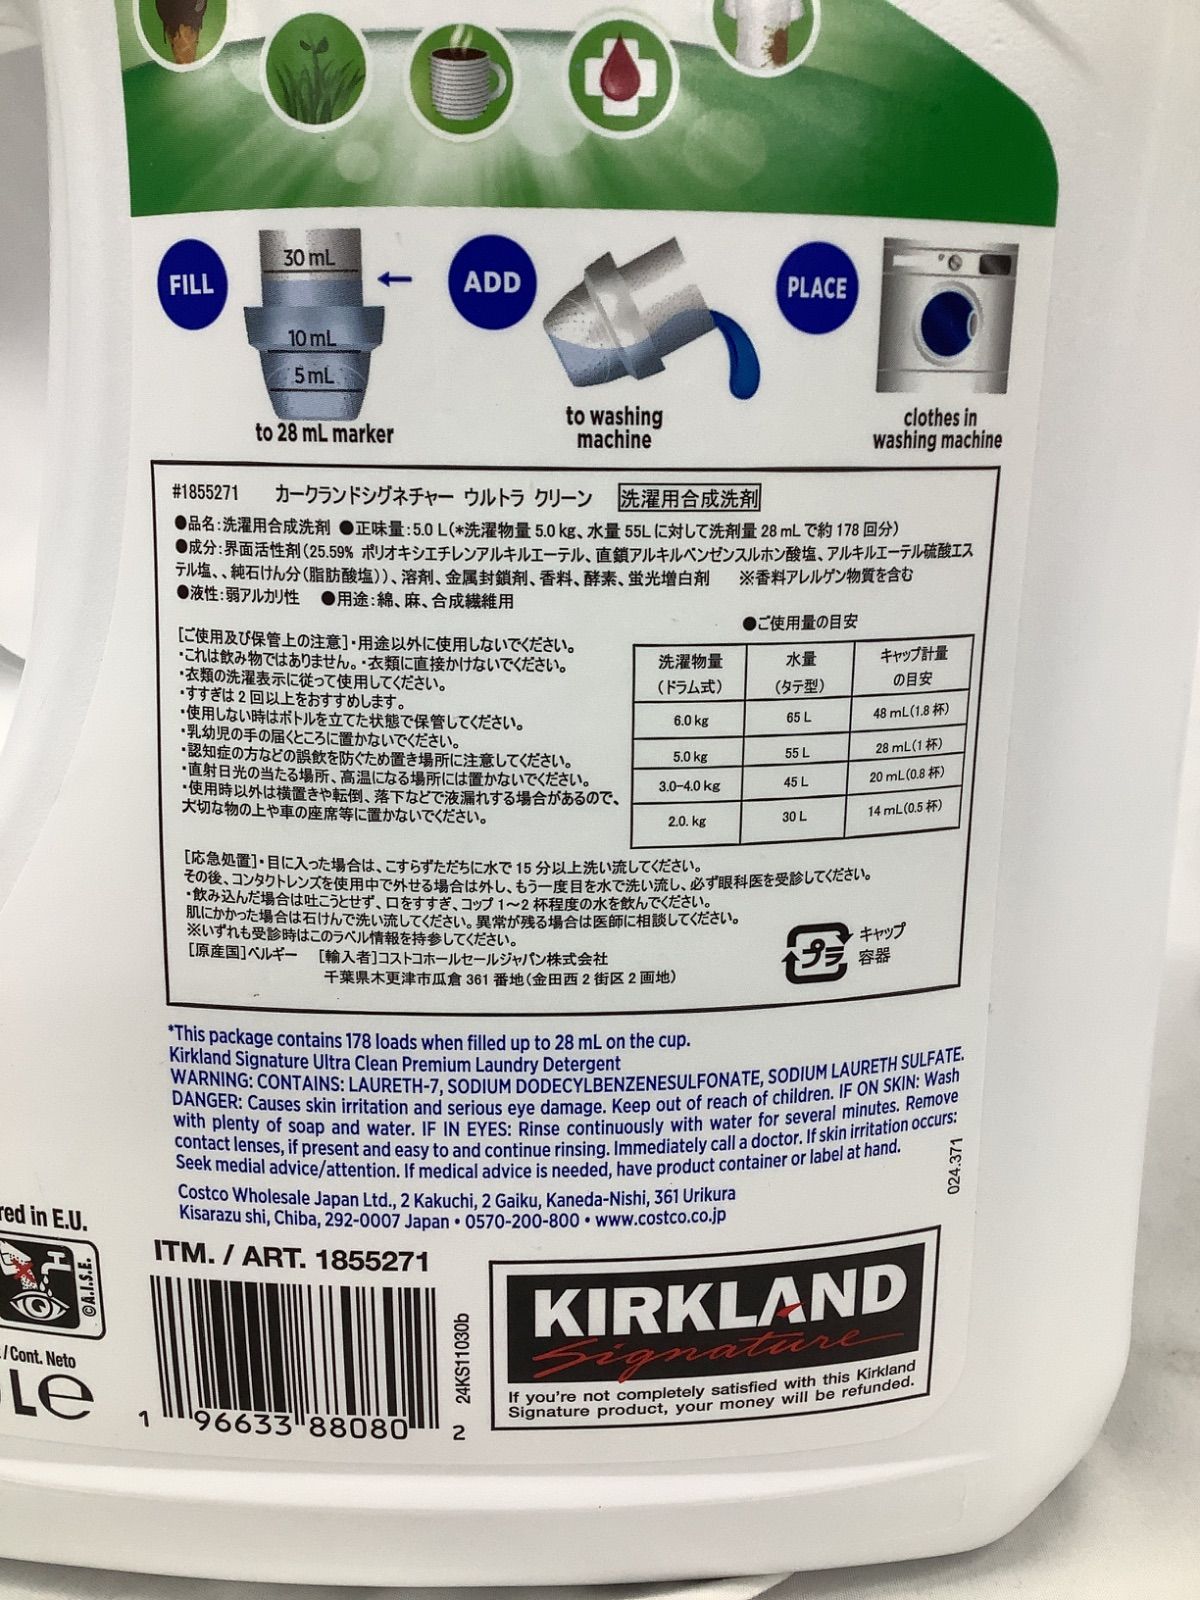 FILL
30 mL
10 mL
5 mL
to 28 mL marker
ADD
to washing
machine
PLACE
clothes in
washing machine
#1855271 カークランドシグネチャー ウルトラ クリーン 洗濯用合成洗剤
●品名:洗濯用合成洗剤 ●正味量:5.0 L(*洗濯物量 5.0 kg、水量 55L に対して洗剤量 28 mL で約 178 回分)
●成分:界面活性剤(25.59% ポリオキシエチレンアルキルエーテル、直鎖アルキルベンゼンスルホン酸塩、アルキルエーテル硫酸エス
テル塩、、純石けん分(脂肪酸塩))、溶剤、金属封鎖剤、香料、酵素、蛍光増白剤 ※香料アレルゲン物質を含む
●液性:弱アルカリ性 ●用途:綿、麻、合成繊維用
[ご使用及び保管上の注意]・用途以外に使用しないでください。
・これは飲み物ではありません。・衣類に直接かけないでください。
・衣類の洗濯表示に従って使用してください。
・すすぎは 2 回以上をおすすめします。
・使用しない時はボトルを立てた状態で保管してください。
・乳幼児の手の届くところに置かないでください。
・認知症の方などの誤飲を防ぐため置き場所に注意してください。
・直射日光の当たる場所、高温になる場所には置かないでください。
・使用時以外は横置きや転倒、落下などで液漏れする場合があるので、
大切な物の上や車の座席等に置かないでください。
●ご使用量の目安
洗濯物量 水量 キャップ計量
(ドラム式) (タテ型) の目安
6.0 kg 65 L 48 mL(1.8 杯)
5.0 kg 55 L 28 mL(1 杯)
3.0-4.0 kg 45 L 20 mL(0.8 杯)
2.0. kg 30 L 14 mL(0.5 杯)
[応急処置]・目に入った場合は、こすらずただちに水で 15 分以上洗い流してください。
その後、コンタクトレンズを使用中で外せる場合は外し、もう一度目を水で洗い流し、必ず眼科医を受診してください。
・飲み込んだ場合は吐こうとせず、口をすすぎ、コップ 1～2 杯程度の水を飲んでください。
肌にかかった場合は石けんで洗い流してください。異常が残る場合は医師に相談してください。
※いずれも受診時はこのラベル情報を持参してください。
[原産国]ベルギー [輸入者]コストコホールセールジャパン株式会社
千葉県木更津市瓜倉 361 番地(金田西 2 街区 2 画地)
プラ
キャップ
容器
*This package contains 178 loads when filled up to 28 mL on the cup.
Kirkland Signature Ultra Clean Premium Laundry Detergent
WARNING: CONTAINS: LAURETH-7, SODIUM DODECYLBENZENESULFONATE, SODIUM LAURETH SULFATE.
DANGER: Causes skin irritation and serious eye damage. Keep out of reach of children. IF ON SKIN: Wash
with plenty of soap and water. IF IN EYES: Rinse continuously with water for several minutes. Remove
contact lenses, if present and easy to and continue rinsing. Immediately call a doctor. If skin irritation occurs:
Seek medial advice/attention. If medical advice is needed, have product container or label at hand.
024.371
Costco Wholesale Japan Ltd., 2 Kakuchi, 2 Gaiku, Kaneda-Nishi, 361 Urikura
Kisarazu shi, Chiba, 292-0007 Japan • 0570-200-800 • www.costco.co.jp
red in E.U.
©A.I.S.E.
/Cont. Neto
Le
ITM. / ART. 1855271
24KS11030b
1 96633 88080 2
KIRKLAND
Signature
If you're not completely satisfied with this Kirkland
Signature product, your money will be refunded.